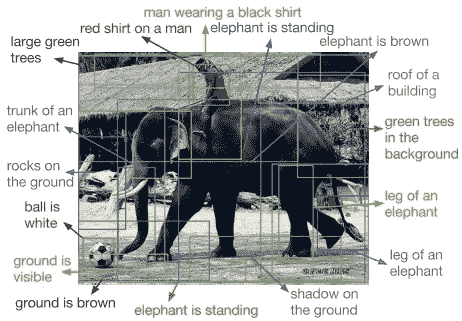 man wearing a black shirt
red shirt on a man
elephant is standing
large green
trees
elephant is brown
roof of a
building
trunk of an
elephant
green trees
in the
background
rocks on
the ground
leg of an
elephant
ball is
white
ground is
visible
leg of an
elephant
ground is brown
elephant is standing
shadow on
the ground